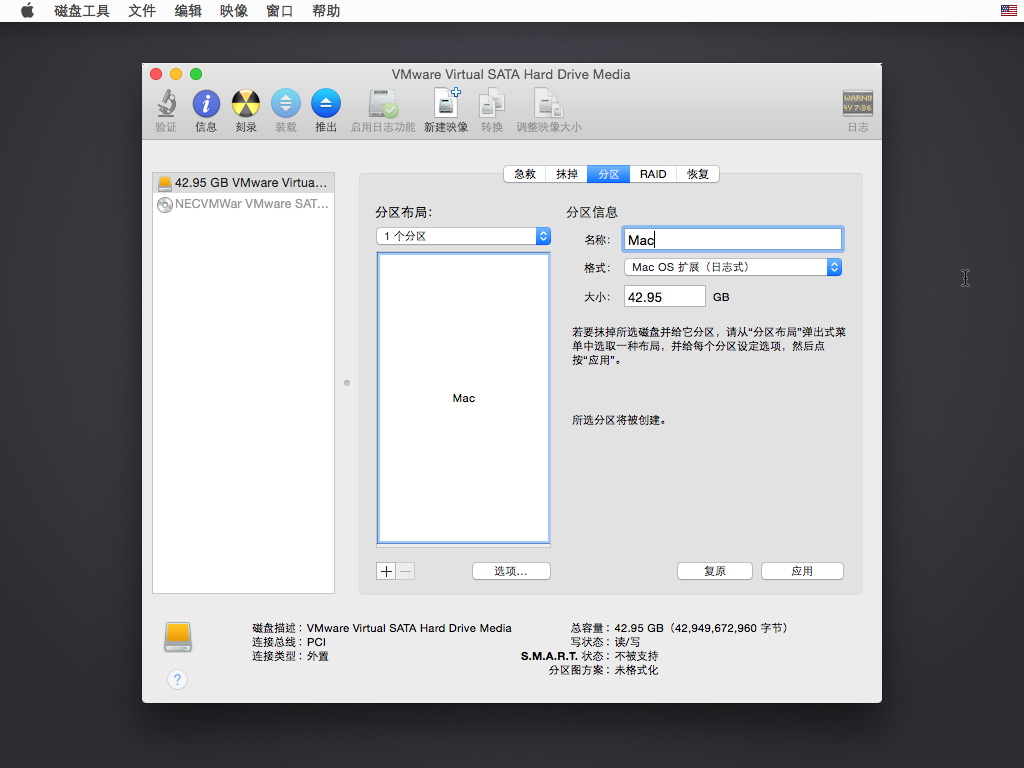 磁盘工具 文件 编辑 映像 窗口 帮助
VMware Virtual SATA Hard Drive Media
验证 信息 刻录 装载 推出 启用日志功能 新建映像 转换 调整映像大小 日志
WARNIN
AY 7:36
42.95 GB VMware Virtua...
NECVMWar VMware SAT...
急救 抹掉 分区 RAID 恢复
分区布局：
1 个分区
Mac
选项...
分区信息
名称： Mac
格式： Mac OS 扩展（日志式）
大小： 42.95 GB
若要抹掉所选磁盘并给它分区，请从“分区布局”弹出式菜
单中选取一种布局，并给每个分区设定选项，然后点
按“应用”。
所选分区将被创建。
复原 应用
磁盘描述：VMware Virtual SATA Hard Drive Media
连接总线：PCI
连接类型：外置
总容量：42.95 GB（42,949,672,960 字节）
写状态：读/写
S.M.A.R.T. 状态：不被支持
分区图方案：未格式化
?